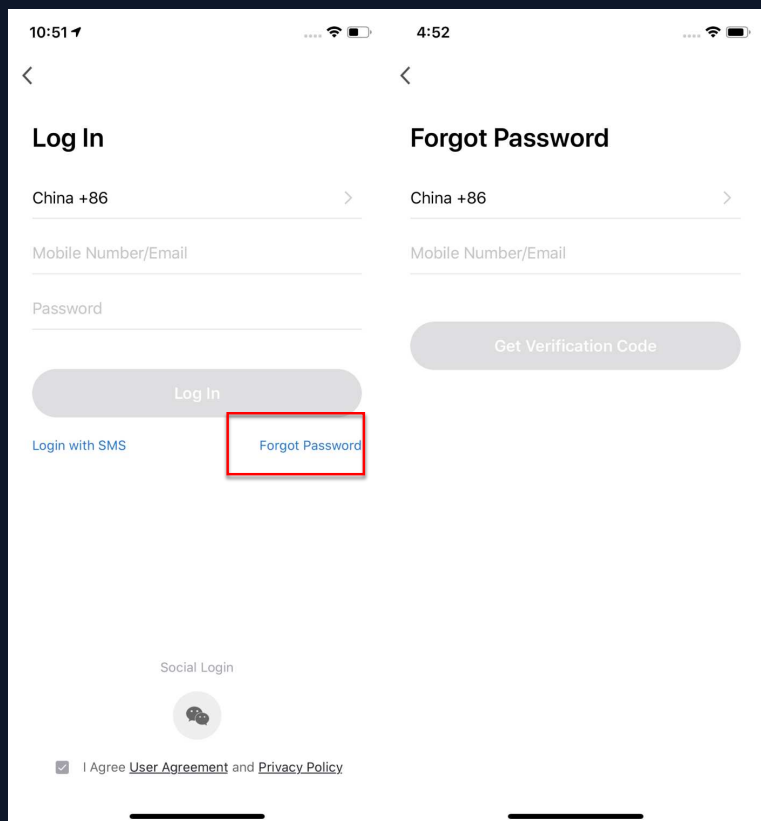 10:51
Log In
China +86
Mobile Number/Email
Password
Log In
Login with SMS
Forgot Password
Social Login
I Agree User Agreement and Privacy Policy
4:52
Forgot Password
China +86
Mobile Number/Email
Get Verification Code